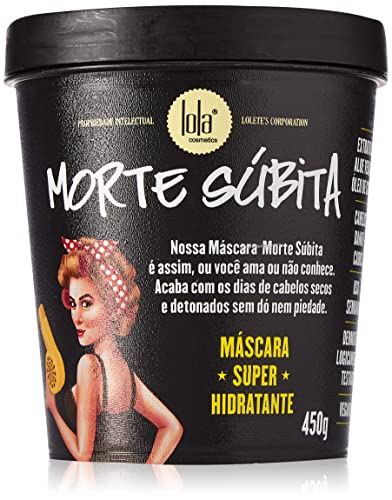 PROPRIEDADE INTELECTUAL
lola®
cosmetics
LOLETE'S CORPORATION
MORTE SÚBITA
Nossa Máscara Morte Súbita
é assim, ou você ama ou não conhece.
Acaba com os dias de cabelos secos
e detonados sem dó nem piedade.
MÁSCARA
SUPER
HIDRATANTE
450g
ALOE